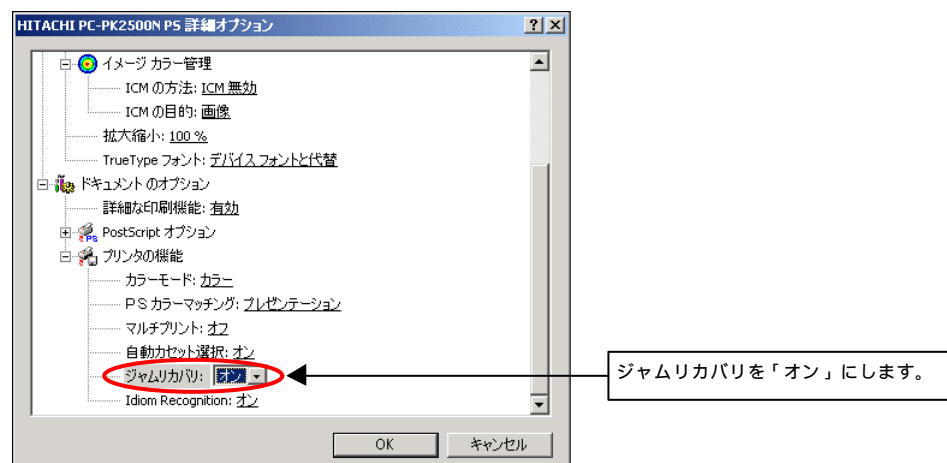 HITACHI PC-PK2500N PS 詳細オプション
イメージ カラー管理
ICM の方法: ICM 無効
ICM の目的: 画像
拡大縮小: 100 %
TrueType フォント: デバイス フォントと代替
ドキュメント のオプション
詳細な印刷機能: 有効
PostScript オプション
プリンタの機能
カラーモード: カラー
PS カラーマッチング: プレゼンテーション
マルチプリント: オフ
自動カセット選択: オン
ジャムリカバリ: オン
ジャムリカバリを「オン」にします。
Idiom Recognition: オン
OK
キャンセル